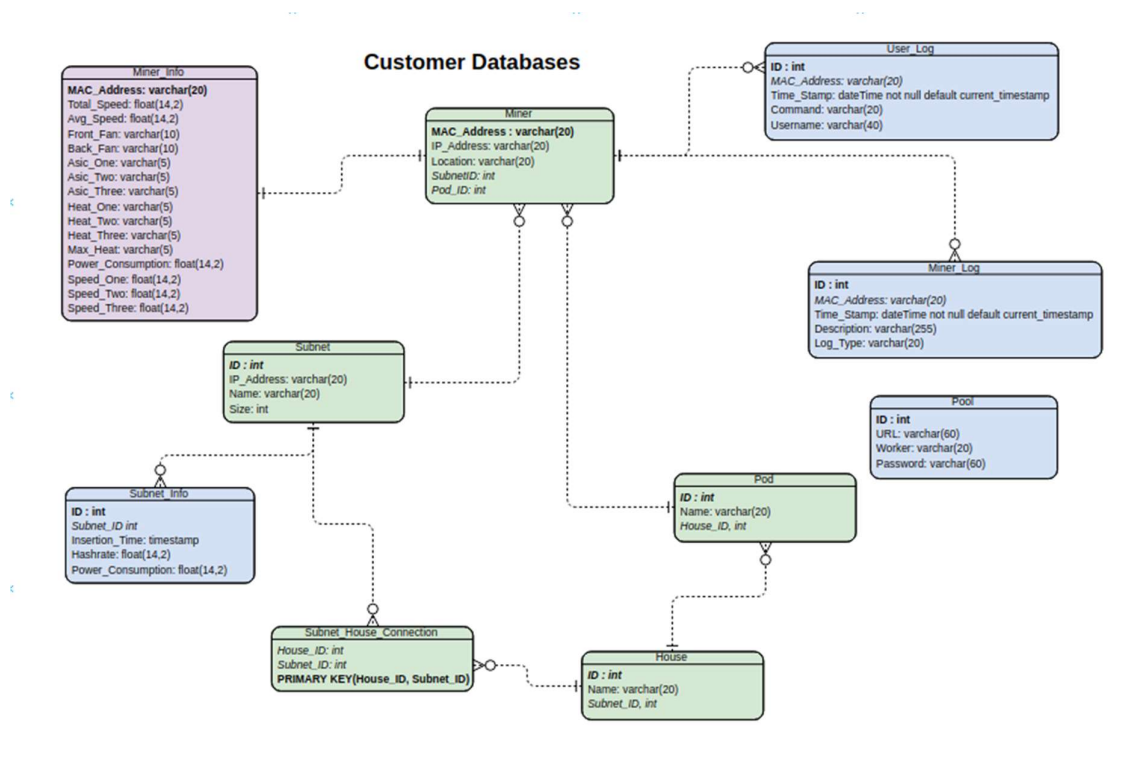 Customer Databases
Miner_Info
MAC_Address: varchar(20)
Total_Speed: float(14,2)
Avg_Speed: float(14,2)
Front_Fan: varchar(10)
Back_Fan: varchar(10)
Asic_One: varchar(5)
Asic_Two: varchar(5)
Asic_Three: varchar(5)
Heat_One: varchar(5)
Heat_Two: varchar(5)
Heat_Three: varchar(5)
Max_Heat: varchar(5)
Power_Consumption: float(14,2)
Speed_One: float(14,2)
Speed_Two: float(14,2)
Speed_Three: float(14,2)
Miner
MAC_Address : varchar(20)
IP_Address: varchar(20)
Location: varchar(20)
SubnetID: int
Pod_ID: int
User_Log
ID : int
MAC_Address: varchar(20)
Time_Stamp: dateTime not null default current_timestamp
Command: varchar(20)
Username: varchar(40)
Miner_Log
ID : int
MAC_Address: varchar(20)
Time_Stamp: dateTime not null default current_timestamp
Description: varchar(255)
Log_Type: varchar(20)
Subnet
ID : int
IP_Address: varchar(20)
Name: varchar(20)
Size: int
Pool
ID : int
URL: varchar(60)
Worker: varchar(20)
Password: varchar(60)
Subnet_Info
ID : int
Subnet_ID int
Insertion_Time: timestamp
Hashrate: float(14,2)
Power_Consumption: float(14,2)
Pod
ID : int
Name: varchar(20)
House_ID, int
Subnet_House_Connection
House_ID: int
Subnet_ID: int
PRIMARY KEY(House_ID, Subnet_ID)
House
ID : int
Name: varchar(20)
Subnet_ID, int